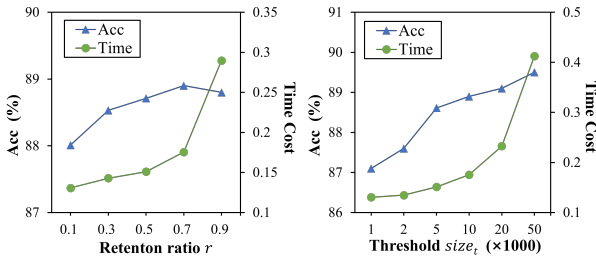 90
89
88
87
Acc (%)
Acc
Time
0.35
0.3
0.25
0.2
0.15
0.1
Time Cost
0.1 0.3 0.5 0.7 0.9
Retenton ratio r
91
90
89
88
87
86
Acc (%)
Acc
Time
0.5
0.4
0.3
0.2
0.1
Time Cost
1 2 5 10 20 50
Threshold size_t (×1000)